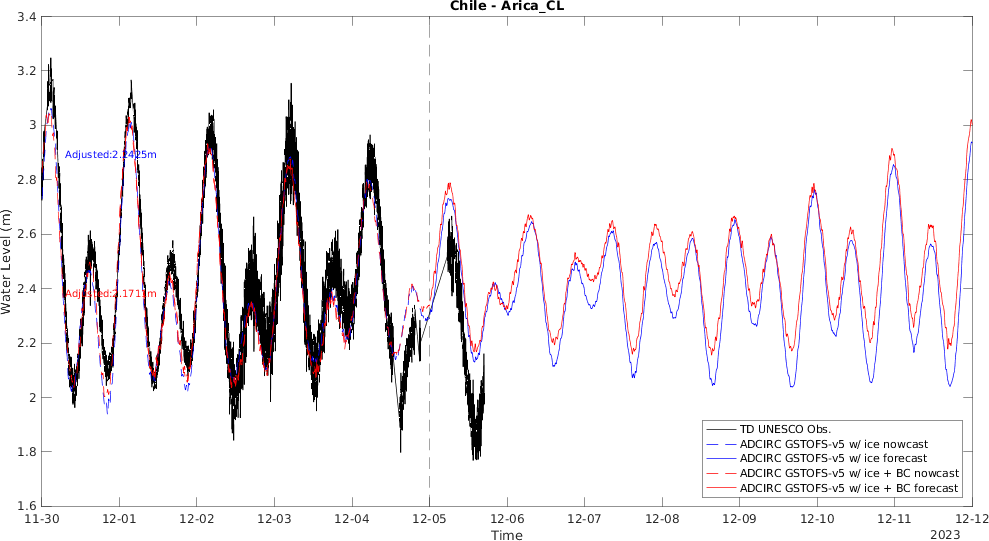 Chile - Arica_CL
3.4
3.2
3
2.8
2.6
2.4
2.2
2
1.8
1.6
Water Level (m)
Adjusted:2.2425m
Adjusted:2.1711m
TD UNESCO Obs.
ADCIRC GSTOFS-v5 w/ ice nowcast
ADCIRC GSTOFS-v5 w/ ice forecast
ADCIRC GSTOFS-v5 w/ ice + BC nowcast
ADCIRC GSTOFS-v5 w/ ice + BC forecast
11-30 12-01 12-02 12-03 12-04 12-05 12-06 12-07 12-08 12-09 12-10 12-11 12-12
Time
2023